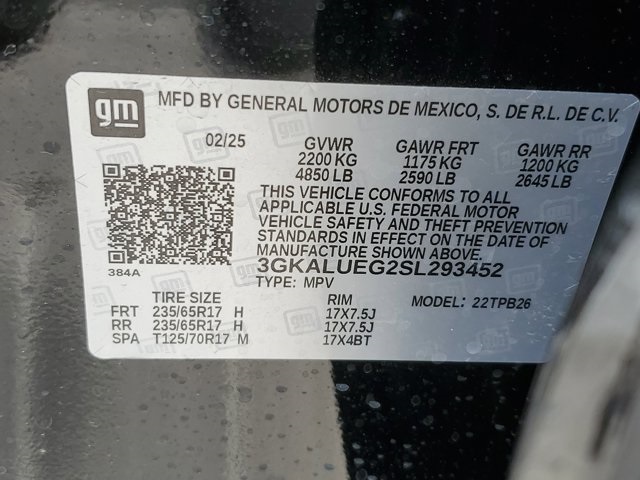 gm MFD BY GENERAL MOTORS DE MEXICO, S. DE R.L. DE C.V.
02/25 GVWR GAWR FRT GAWR RR
2200 KG 1175 KG 1200 KG
4850 LB 2590 LB 2645 LB
THIS VEHICLE CONFORMS TO ALL
APPLICABLE U.S. FEDERAL MOTOR
VEHICLE SAFETY AND THEFT PREVENTION
STANDARDS IN EFFECT ON THE DATE OF
MANUFACTURE SHOWN ABOVE.
384A 3GKALUEG2SL293452
TYPE: MPV
TIRE SIZE RIM MODEL: 22TPB26
FRT 235/65R17 H 17X7.5J
RR 235/65R17 H 17X7.5J
SPA T125/70R17 M 17X4BT